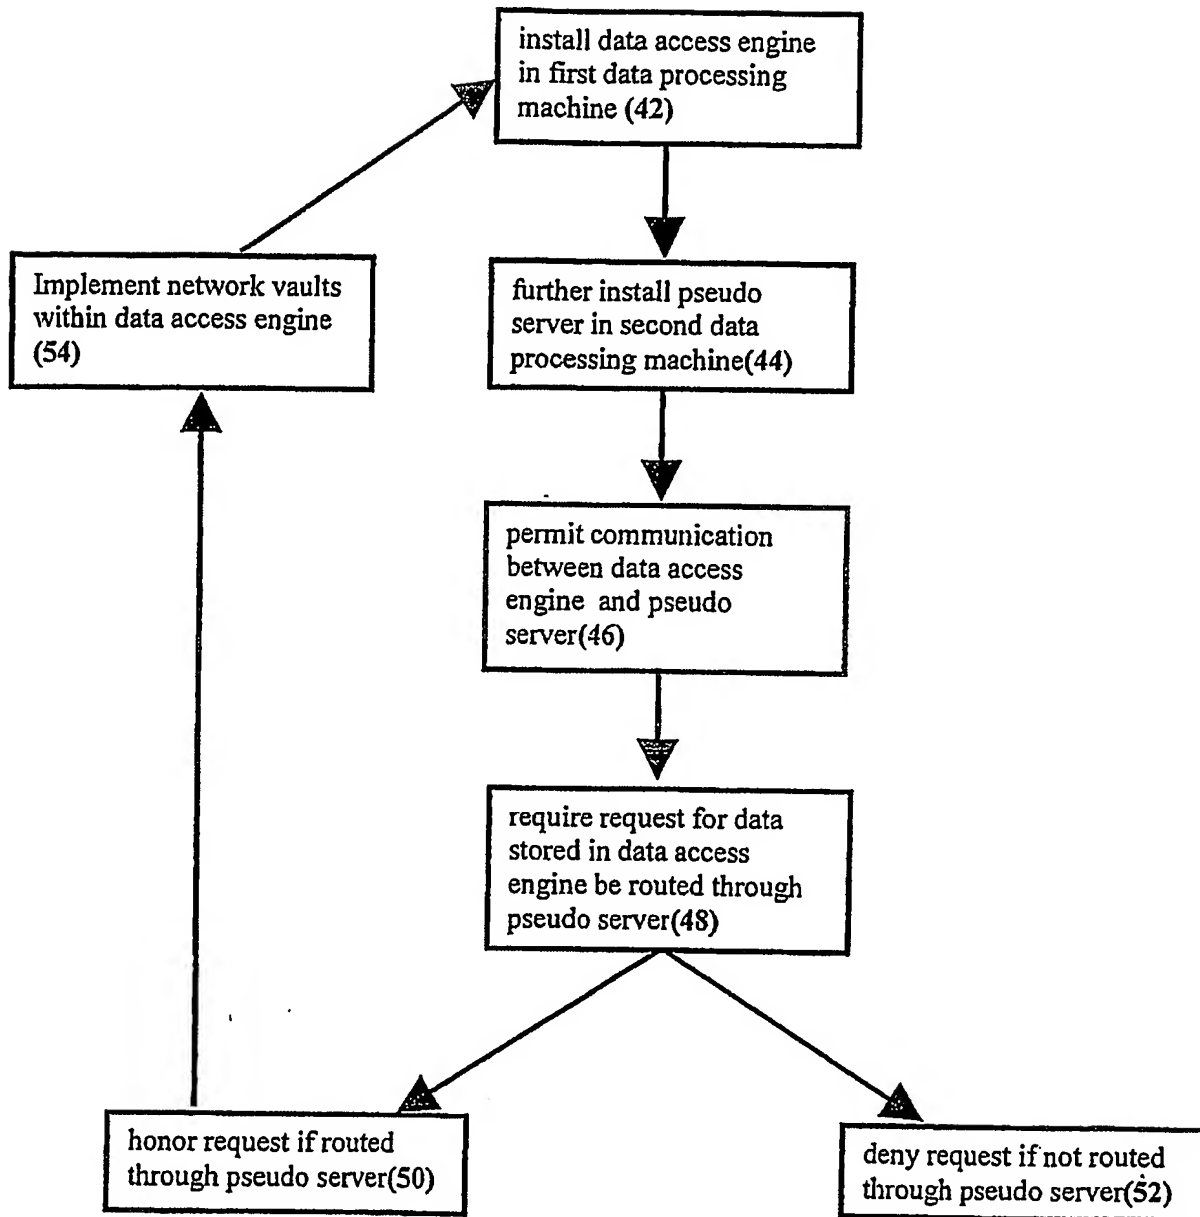 install data access engine
in first data processing
machine (42)
Implement network vaults
within data access engine
(54)
further install pseudo
server in second data
processing machine(44)
permit communication
between data access
engine and pseudo
server(46)
require request for data
stored in data access
engine be routed through
pseudo server(48)
honor request if routed
through pseudo server(50)
deny request if not routed
through pseudo server(52)